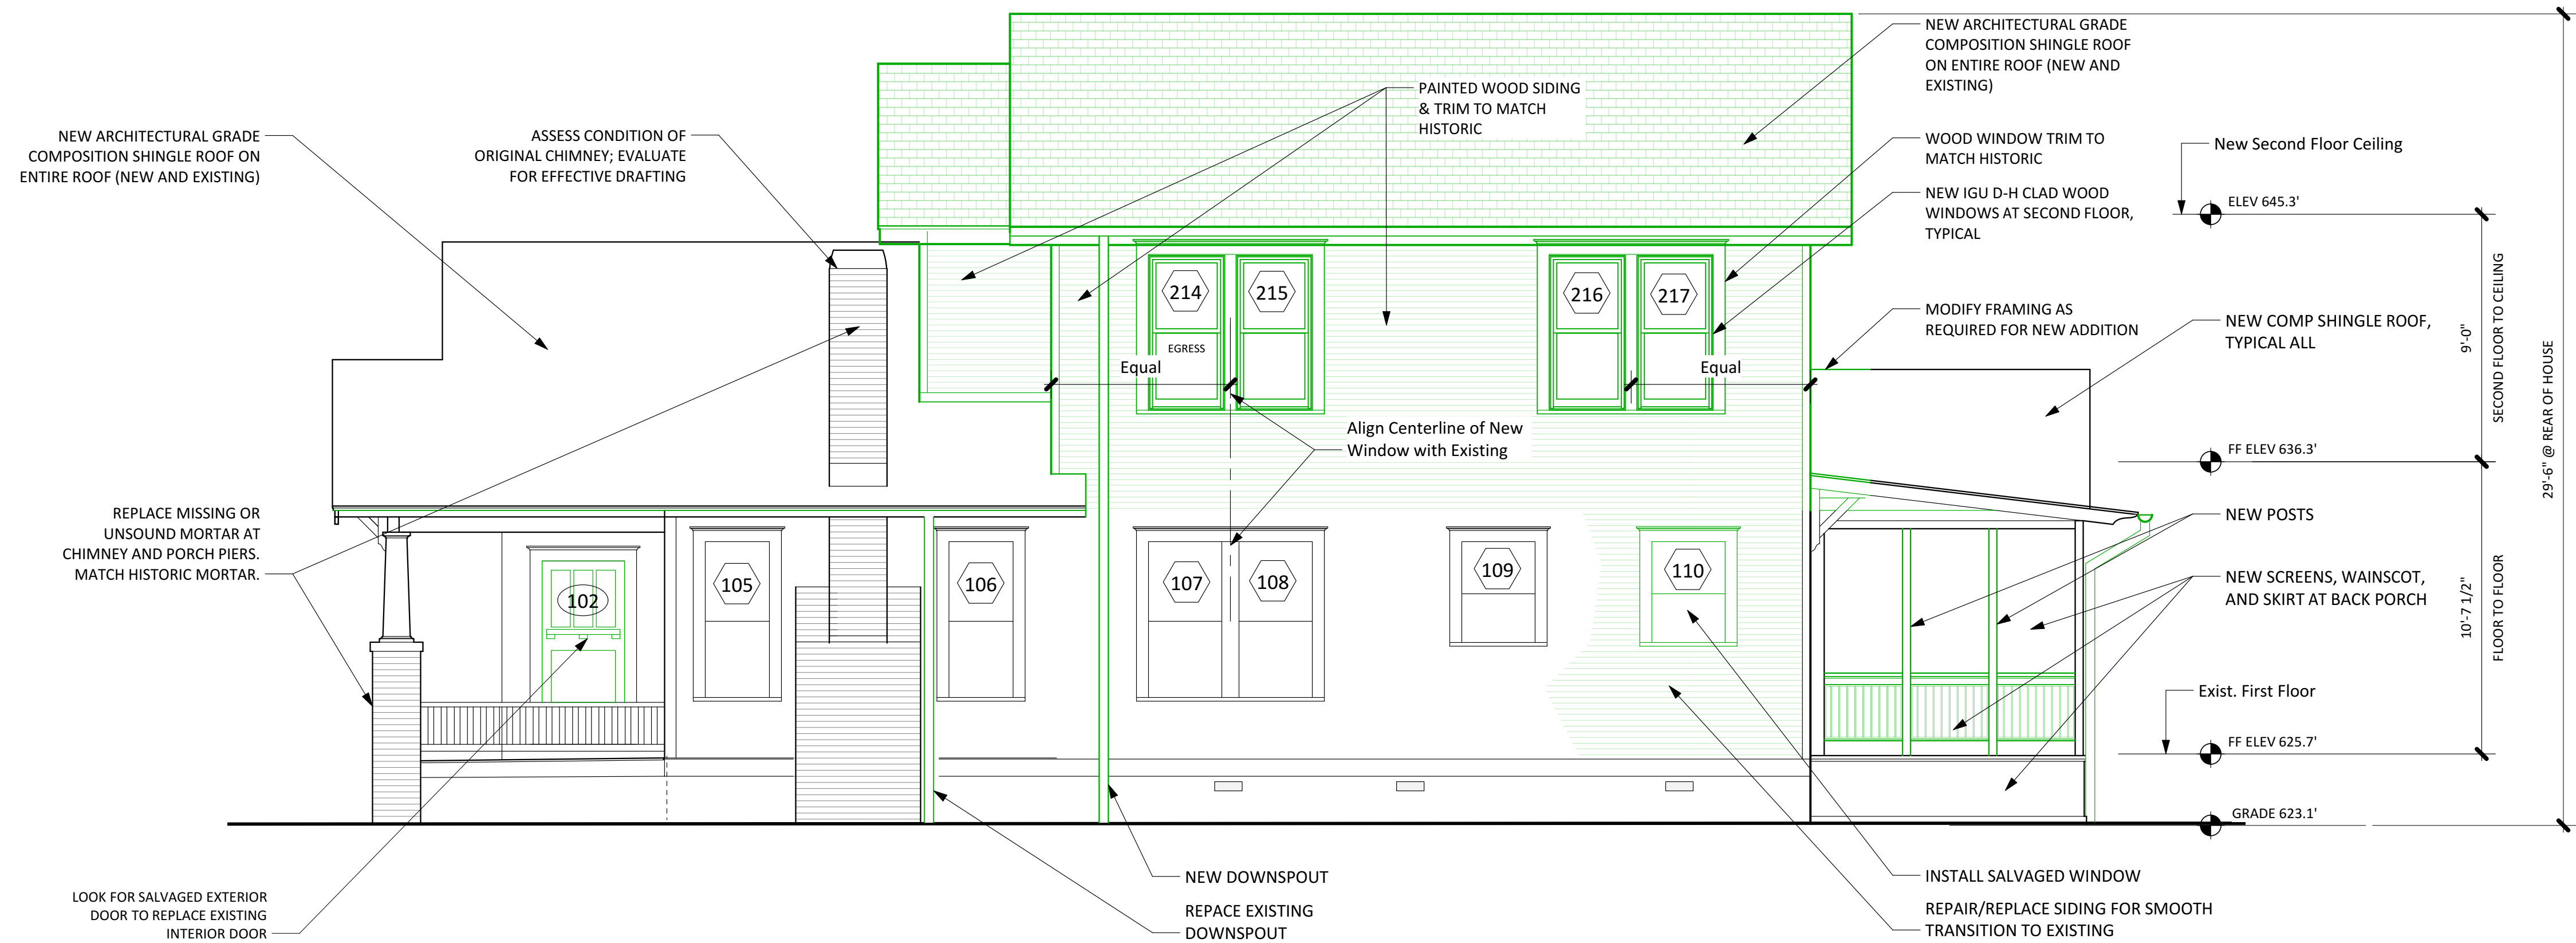 NEW ARCHITECTURAL GRADE
COMPOSITION SHINGLE ROOF ON
ENTIRE ROOF (NEW AND EXISTING)
ASSESS CONDITION OF
ORIGINAL CHIMNEY; EVALUATE
FOR EFFECTIVE DRAFTING
PAINTED WOOD SIDING
& TRIM TO MATCH
HISTORIC
NEW ARCHITECTURAL GRADE
COMPOSITION SHINGLE ROOF
ON ENTIRE ROOF (NEW AND
EXISTING)
WOOD WINDOW TRIM TO
MATCH HISTORIC
NEW IGU D-H CLAD WOOD
WINDOWS AT SECOND FLOOR,
TYPICAL
MODIFY FRAMING AS
REQUIRED FOR NEW ADDITION
New Second Floor Ceiling
ELEV 645.3'
NEW COMP SHINGLE ROOF,
TYPICAL ALL
9'-0"
SECOND FLOOR TO CEILING
29'-6" @ REAR OF HOUSE
214
215
216
217
EGRESS
Equal
Equal
Align Centerline of New
Window with Existing
FF ELEV 636.3'
REPLACE MISSING OR
UNSOUND MORTAR AT
CHIMNEY AND PORCH PIERS.
MATCH HISTORIC MORTAR.
102
105
106
107
108
109
110
NEW POSTS
NEW SCREENS, WAINSCOT,
AND SKIRT AT BACK PORCH
10'-7 1/2"
FLOOR TO FLOOR
Exist. First Floor
FF ELEV 625.7'
GRADE 623.1'
LOOK FOR SALVAGED EXTERIOR
DOOR TO REPLACE EXISTING
INTERIOR DOOR
NEW DOWNSPOUT
REPACE EXISTING
DOWNSPOUT
INSTALL SALVAGED WINDOW
REPAIR/REPLACE SIDING FOR SMOOTH
TRANSITION TO EXISTING